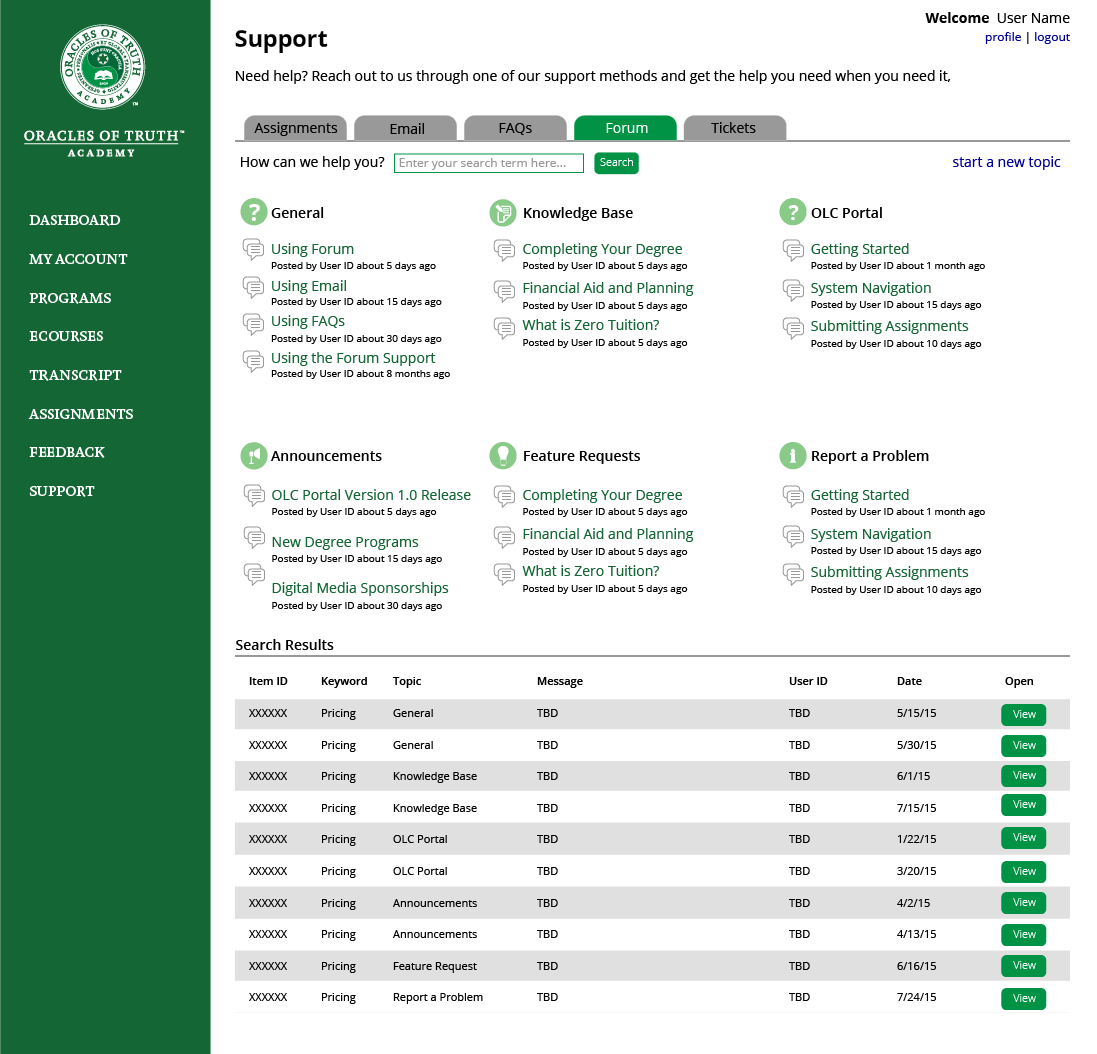 Welcome User Name
profile | logout
ORACLES OF TRUTH
ACADEMY
™
ORACLES OF TRUTH™
ACADEMY
DASHBOARD
MY ACCOUNT
PROGRAMS
ECOURSES
TRANSCRIPT
ASSIGNMENTS
FEEDBACK
SUPPORT
Support
Need help? Reach out to us through one of our support methods and get the help you need when you need it,
Assignments Email FAQs Forum Tickets
How can we help you? Enter your search term here... Search start a new topic
? General
Using Forum
Posted by User ID about 5 days ago
Using Email
Posted by User ID about 15 days ago
Using FAQs
Posted by User ID about 30 days ago
Using the Forum Support
Posted by User ID about 8 months ago
Knowledge Base
Completing Your Degree
Posted by User ID about 5 days ago
Financial Aid and Planning
Posted by User ID about 5 days ago
What is Zero Tuition?
Posted by User ID about 5 days ago
? OLC Portal
Getting Started
Posted by User ID about 1 month ago
System Navigation
Posted by User ID about 15 days ago
Submitting Assignments
Posted by User ID about 10 days ago
Announcements
OLC Portal Version 1.0 Release
Posted by User ID about 5 days ago
New Degree Programs
Posted by User ID about 15 days ago
Digital Media Sponsorships
Posted by User ID about 30 days ago
Feature Requests
Completing Your Degree
Posted by User ID about 5 days ago
Financial Aid and Planning
Posted by User ID about 5 days ago
What is Zero Tuition?
Posted by User ID about 5 days ago
i Report a Problem
Getting Started
Posted by User ID about 1 month ago
System Navigation
Posted by User ID about 15 days ago
Submitting Assignments
Posted by User ID about 10 days ago
Search Results
Item ID Keyword Topic Message User ID Date Open
XXXXXX Pricing General TBD TBD 5/15/15 View
XXXXXX Pricing General TBD TBD 5/30/15 View
XXXXXX Pricing Knowledge Base TBD TBD 6/1/15 View
XXXXXX Pricing Knowledge Base TBD TBD 7/15/15 View
XXXXXX Pricing OLC Portal TBD TBD 1/22/15 View
XXXXXX Pricing OLC Portal TBD TBD 3/20/15 View
XXXXXX Pricing Announcements TBD TBD 4/2/15 View
XXXXXX Pricing Announcements TBD TBD 4/13/15 View
XXXXXX Pricing Feature Request TBD TBD 6/16/15 View
XXXXXX Pricing Report a Problem TBD TBD 7/24/15 View